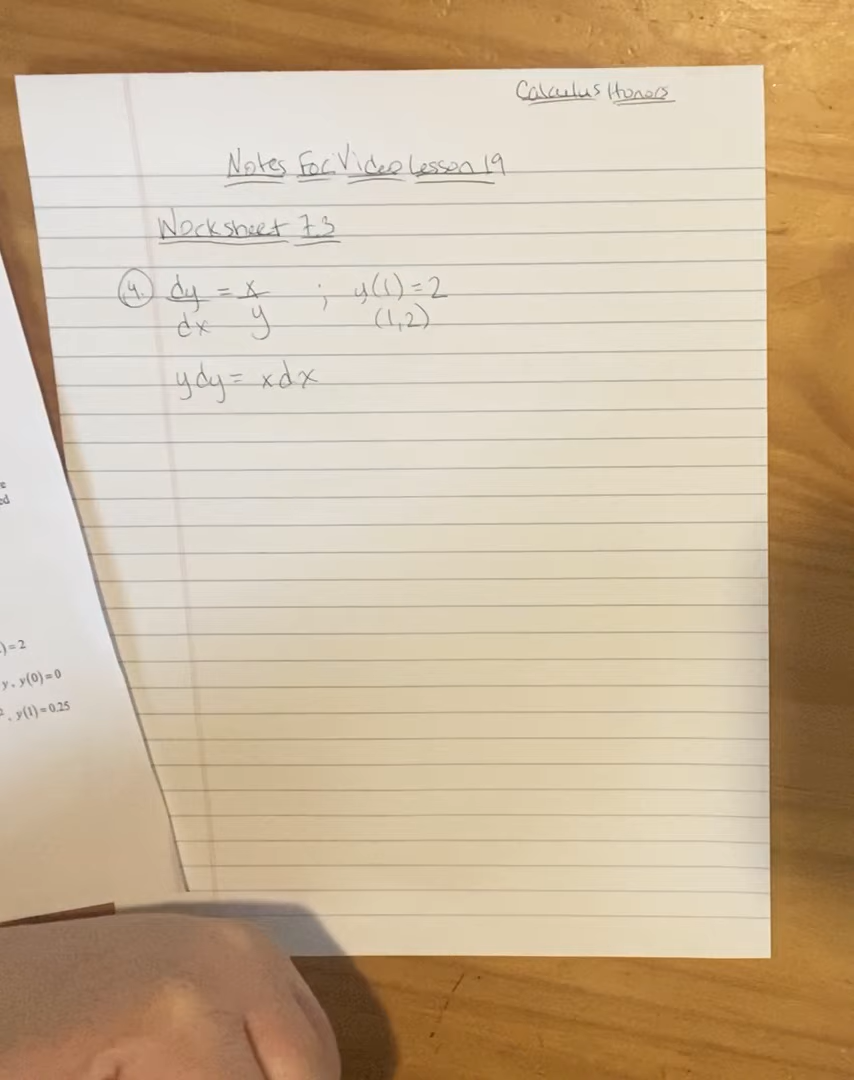 Calculus Honors
Notes For Video Lesson 19
Worksheet 7.3
4. dy/dx = x/y ; y(1)=2
(1,2)
ydy = xdx
)=2
y, y(0)=0
, y(1)=0.25